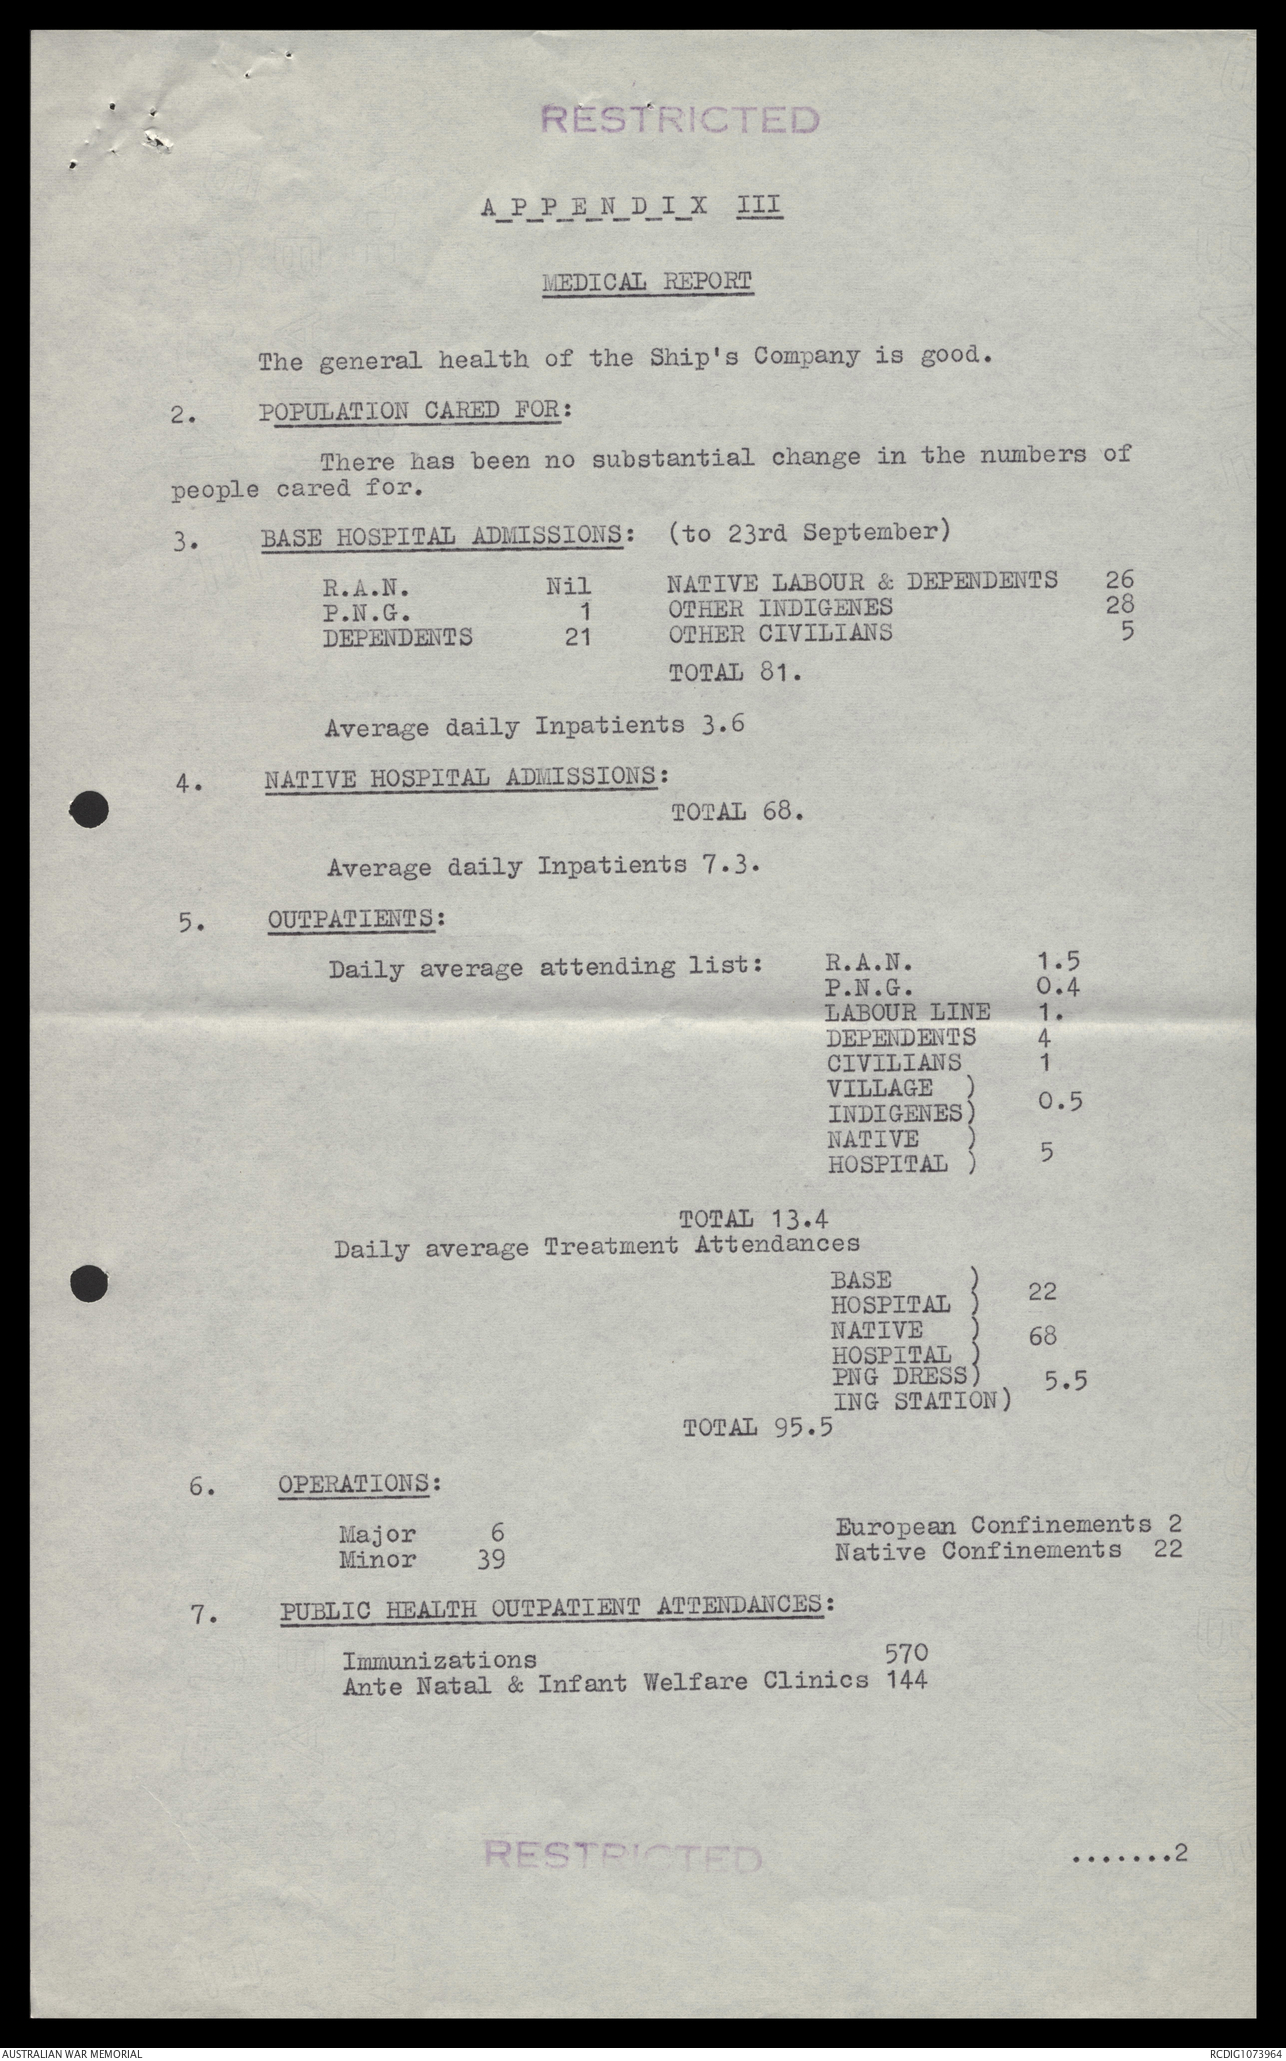 RESTRICTED
A P P E N D I X III
MEDICAL REPORT
The general health of the Ship's Company is good.
2. POPULATION CARED FOR:
There has been no substantial change in the numbers of
people cared for.
3. BASE HOSPITAL ADMISSIONS: (to 23rd September)
R.A.N. Nil NATIVE LABOUR & DEPENDENTS 26
P.N.G. 1 OTHER INDIGENES 28
DEPENDENTS 21 OTHER CIVILIANS 5
TOTAL 81.
Average daily Inpatients 3.6
4. NATIVE HOSPITAL ADMISSIONS:
TOTAL 68.
Average daily Inpatients 7.3.
5. OUTPATIENTS:
Daily average attending list: R.A.N. 1.5
P.N.G. 0.4
LABOUR LINE 1.
DEPENDENTS 4
CIVILIANS 1
VILLAGE )
INDIGENES) 0.5
NATIVE )
HOSPITAL ) 5
TOTAL 13.4
Daily average Treatment Attendances
BASE )
HOSPITAL ) 22
NATIVE )
HOSPITAL ) 68
PNG DRESS)
ING STATION) 5.5
TOTAL 95.5
6. OPERATIONS:
Major 6 European Confinements 2
Minor 39 Native Confinements 22
7. PUBLIC HEALTH OUTPATIENT ATTENDANCES:
Immunizations 570
Ante Natal & Infant Welfare Clinics 144
RESTRICTED
.......2
AUSTRALIAN WAR MEMORIAL
RCDIG1073964